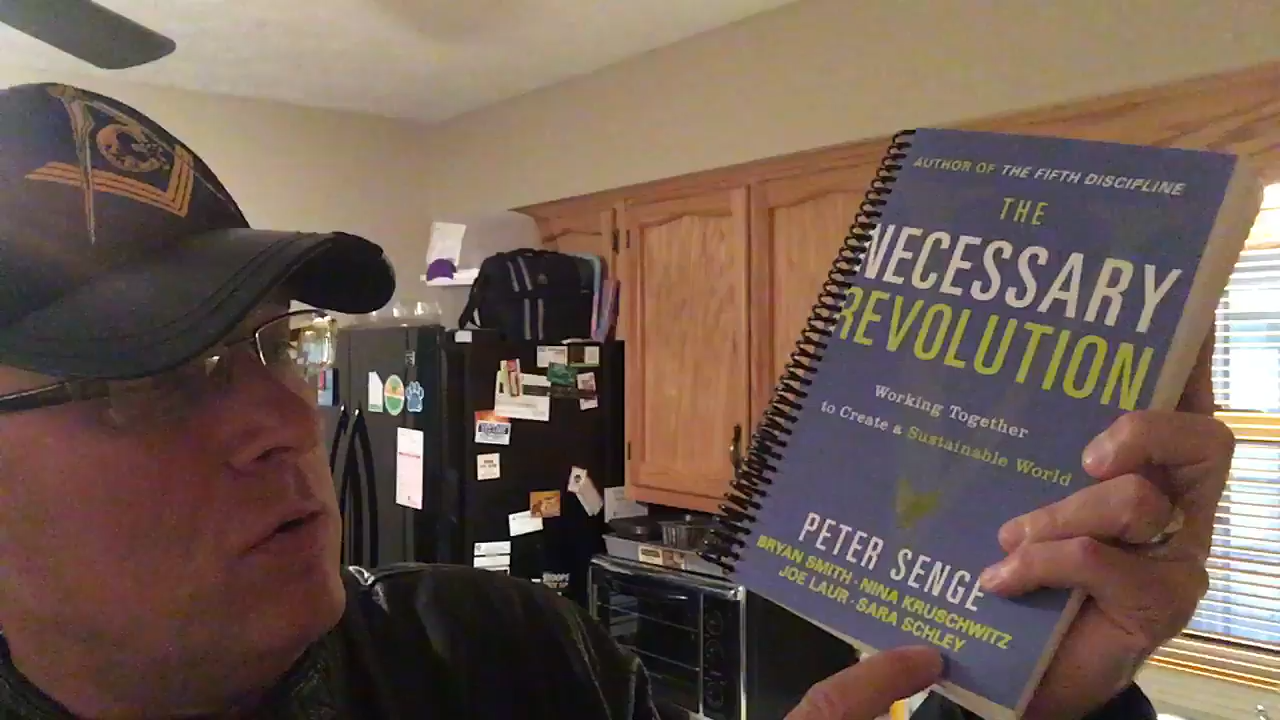 AUTHOR OF THE FIFTH DISCIPLINE
THE
NECESSARY
REVOLUTION
Working Together
to Create a Sustainable World
PETER SENGE
BRYAN SMITH · NINA KRUSCHWITZ
JOE LAUR · SARA SCHLEY